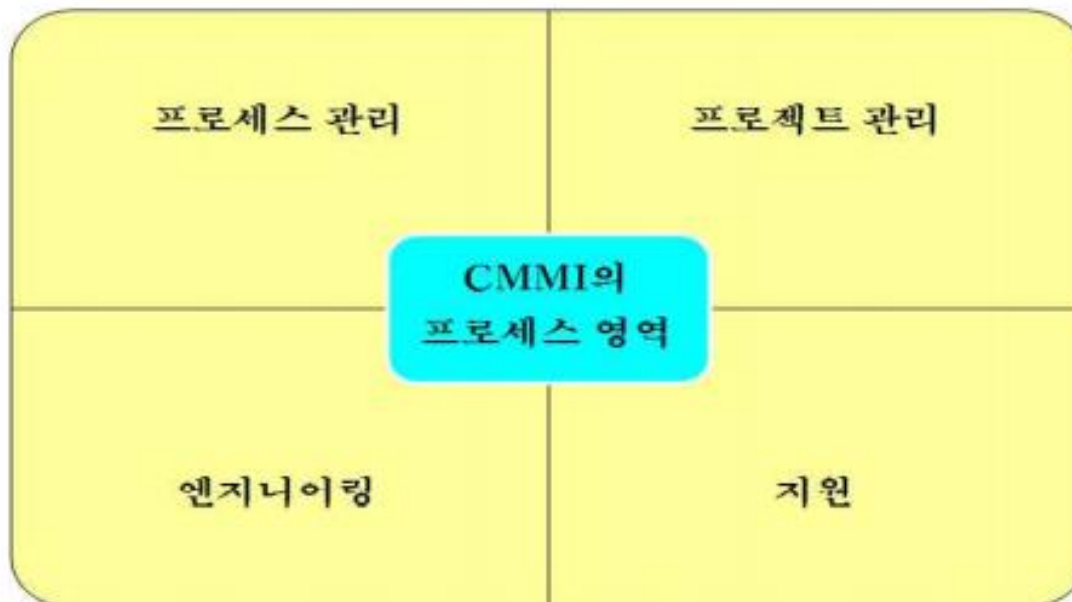 프로세스 관리
프로젝트 관리
CMMI의
프로세스 영역
엔지니어링
지원